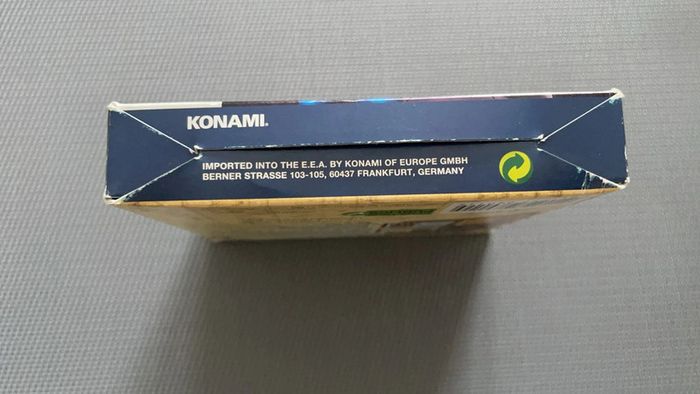 KONAMI
IMPORTED INTO THE E.E.A. BY KONAMI OF EUROPE GMBH
BERNER STRASSE 103-105, 60437 FRANKFURT, GERMANY